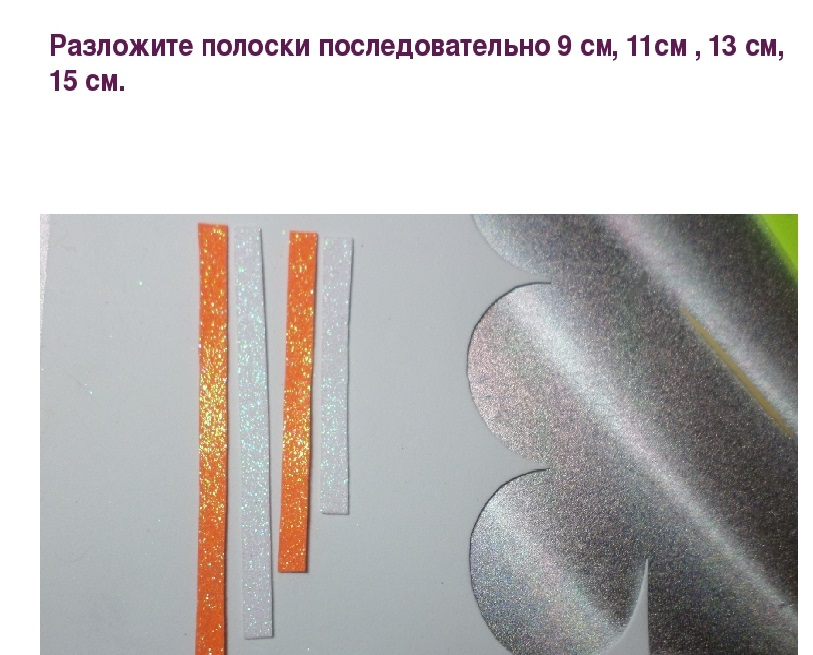 Разложите полоски последовательно 9 см, 11см , 13 см,
15 см.